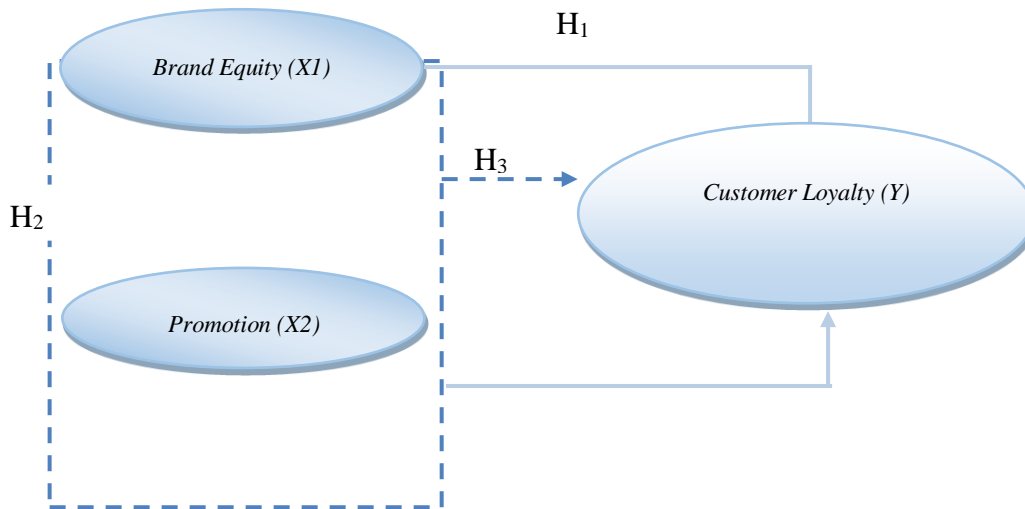 H₁
Brand Equity (X1)
H₃
Customer Loyalty (Y)
H₂
Promotion (X2)